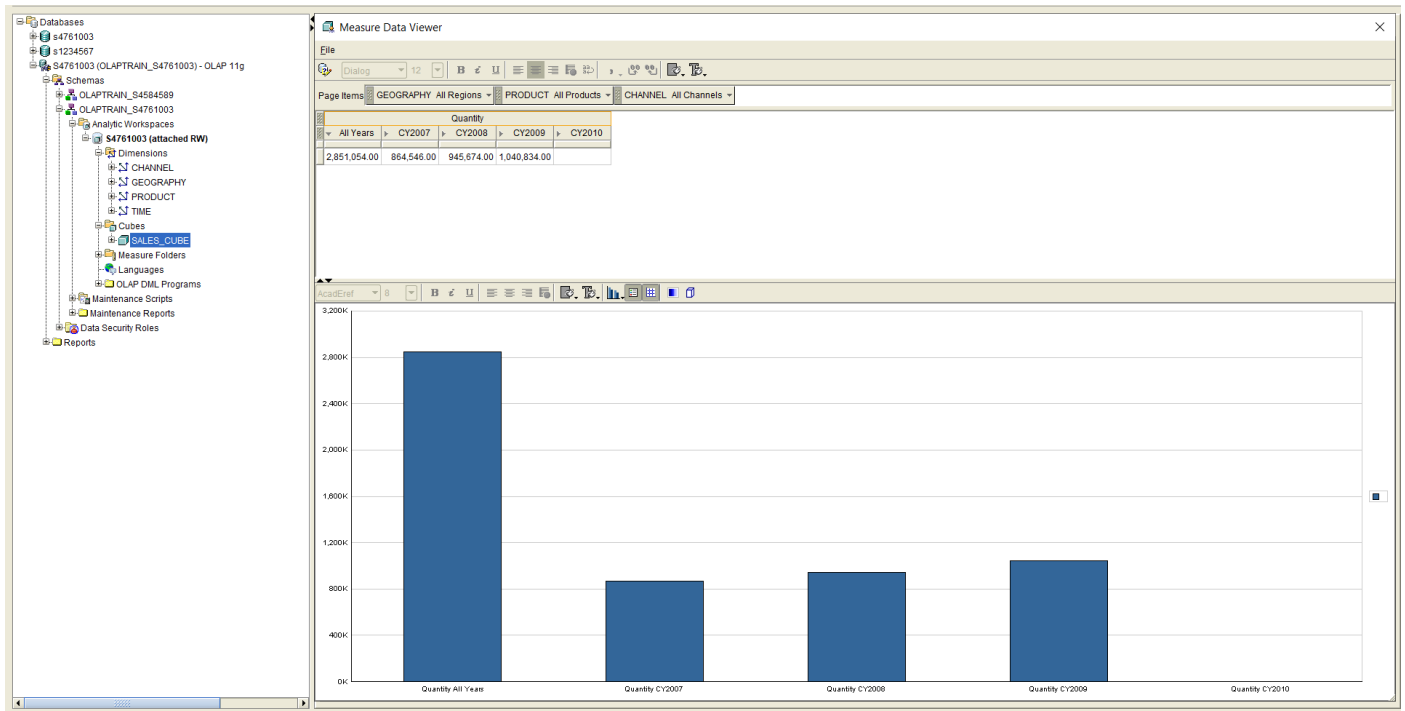 Databases
s4761003
s1234567
S4761003 (OLAPTRAIN_S4761003) - OLAP 11g
Schemas
OLAPTRAIN_S4584589
OLAPTRAIN_S4761003
Analytic Workspaces
S4761003 (attached RW)
Dimensions
CHANNEL
GEOGRAPHY
PRODUCT
TIME
Cubes
SALES_CUBE
Measure Folders
Languages
OLAP DML Programs
Maintenance Scripts
Maintenance Reports
Data Security Roles
Reports
Measure Data Viewer
File
Dialog 12 B i U
Page Items GEOGRAPHY All Regions PRODUCT All Products CHANNEL All Channels
Quantity
All Years CY2007 CY2008 CY2009 CY2010
2,851,054.00 864,546.00 945,674.00 1,040,834.00
AcadEref 8 B i U
3,200K
2,800K
2,400K
2,000K
1,600K
1,200K
800K
400K
0K
Quantity All Years Quantity CY2007 Quantity CY2008 Quantity CY2009 Quantity CY2010